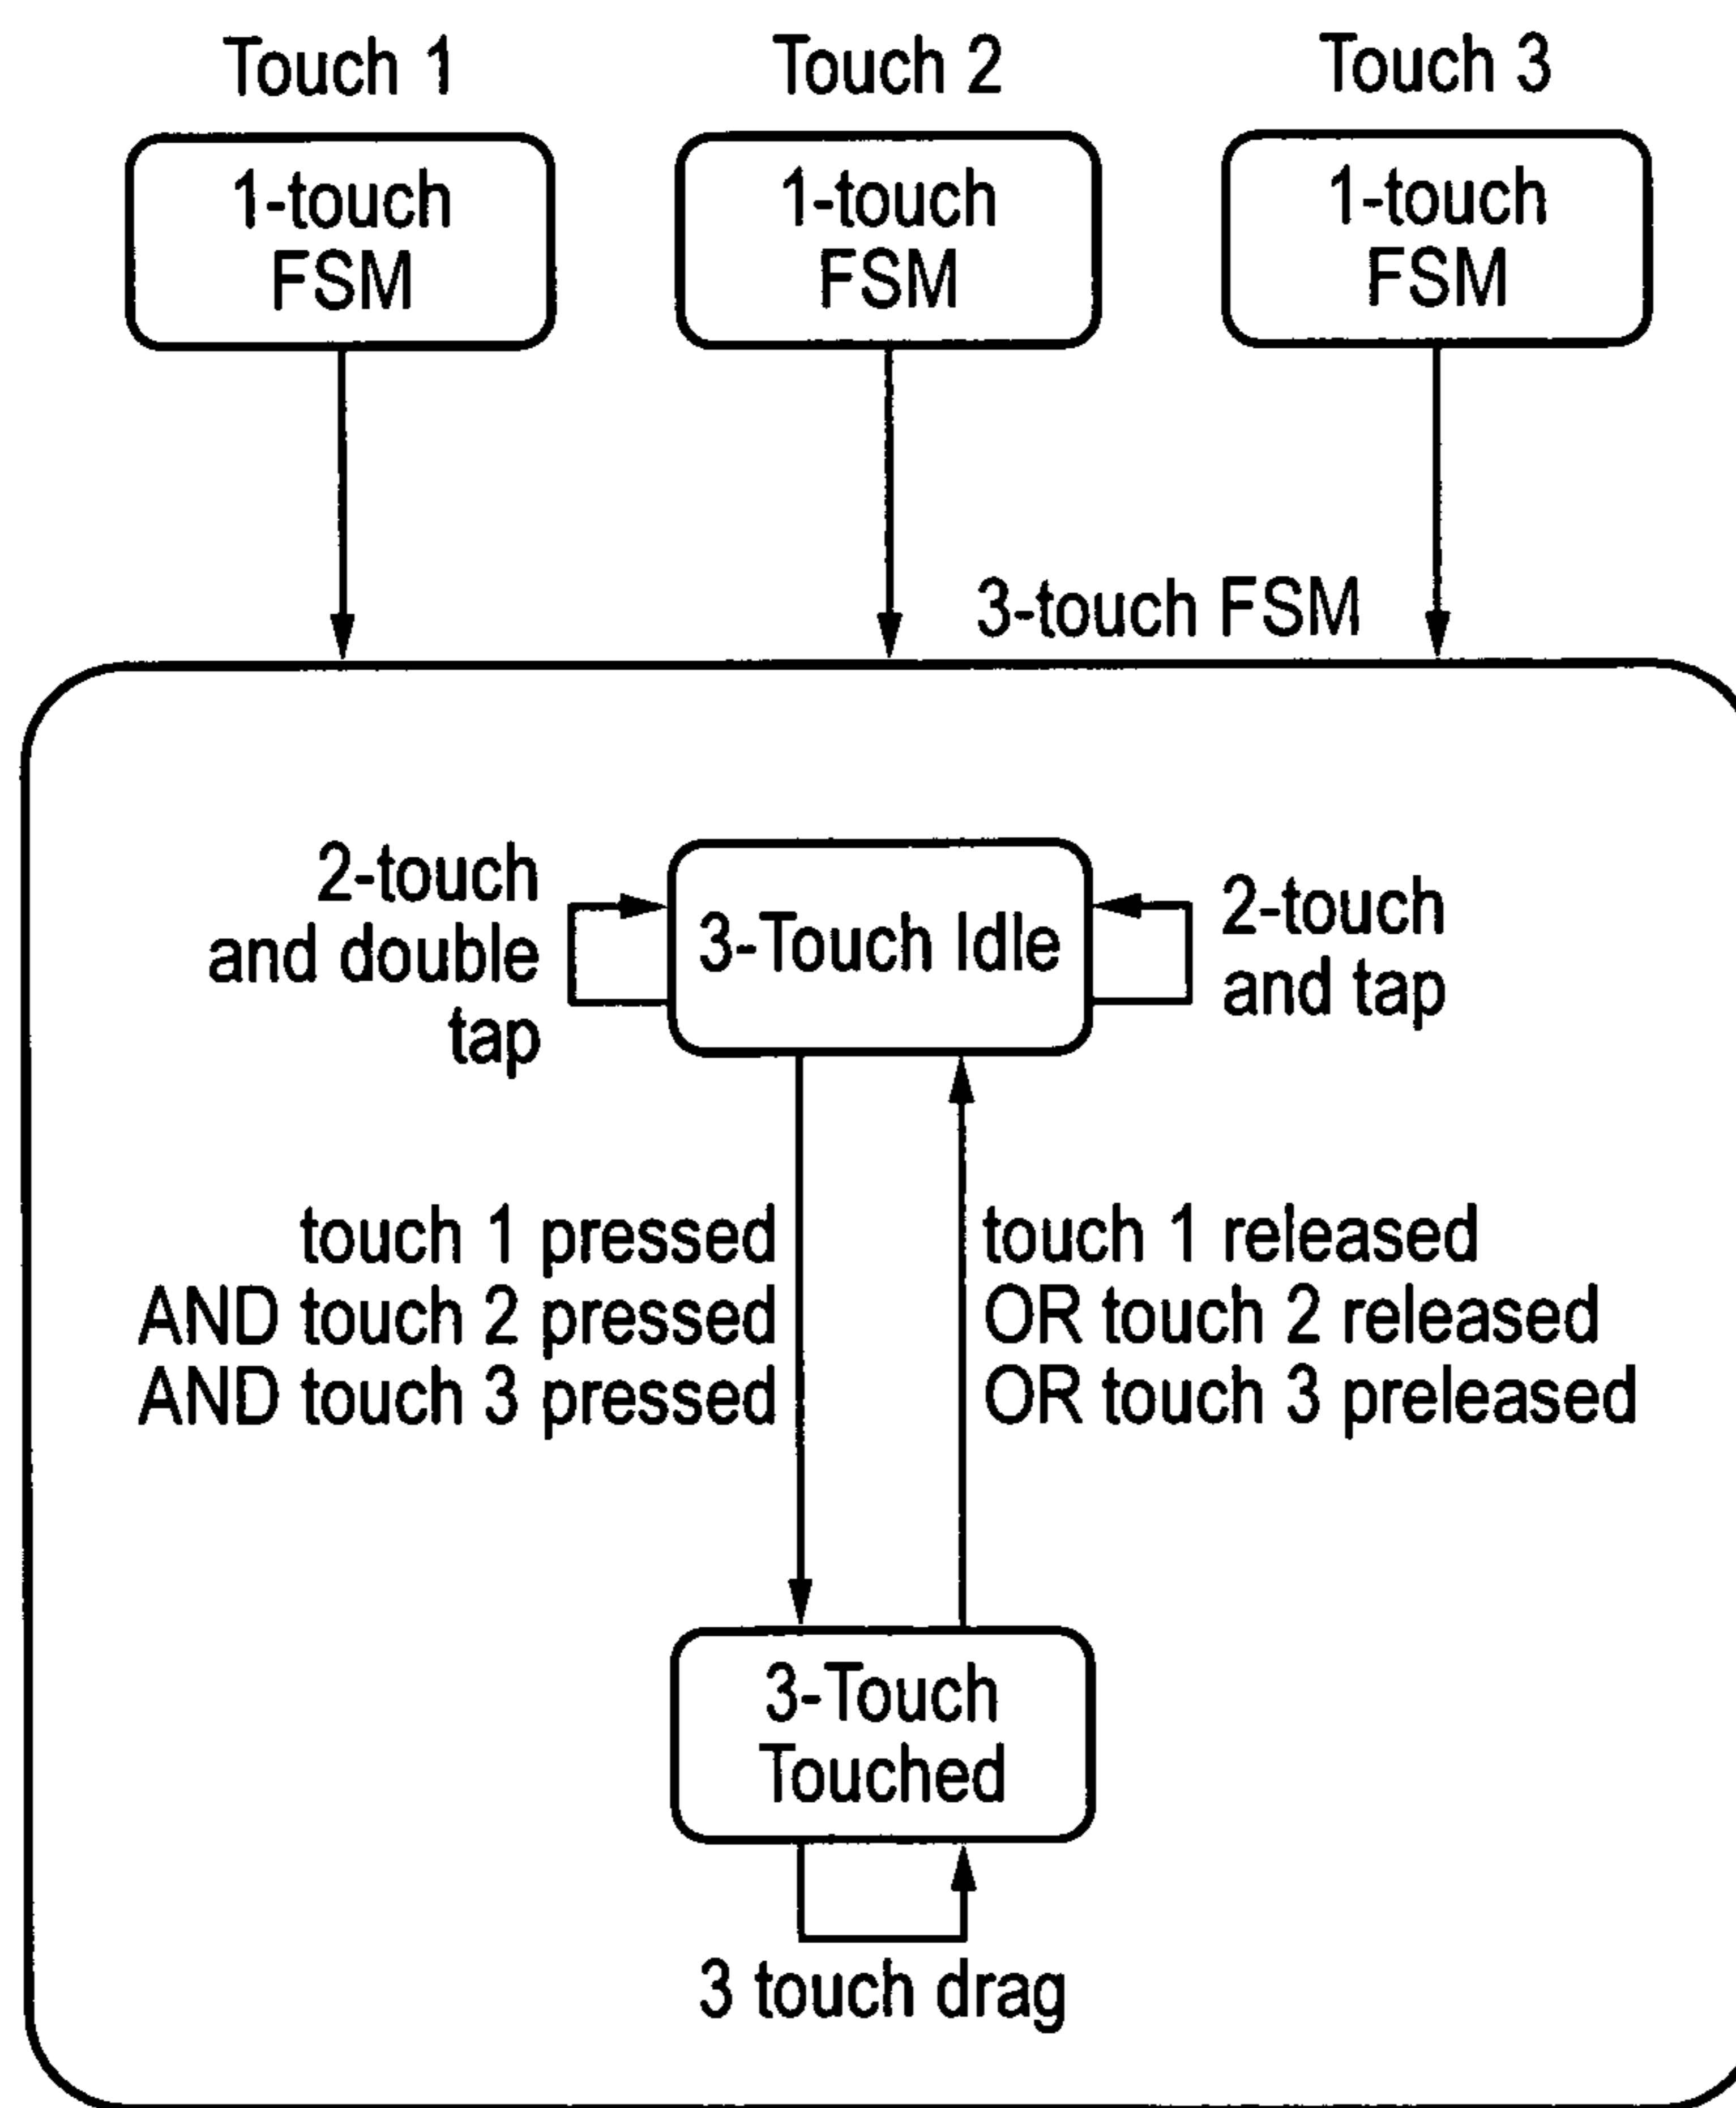 Touch 1
Touch 2
Touch 3
1-touch
FSM
1-touch
FSM
1-touch
FSM
3-touch FSM
2-touch
and double
tap
3-Touch Idle
2-touch
and tap
touch 1 pressed
AND touch 2 pressed
AND touch 3 pressed
touch 1 released
OR touch 2 released
OR touch 3 preleased
3-Touch
Touched
3 touch drag